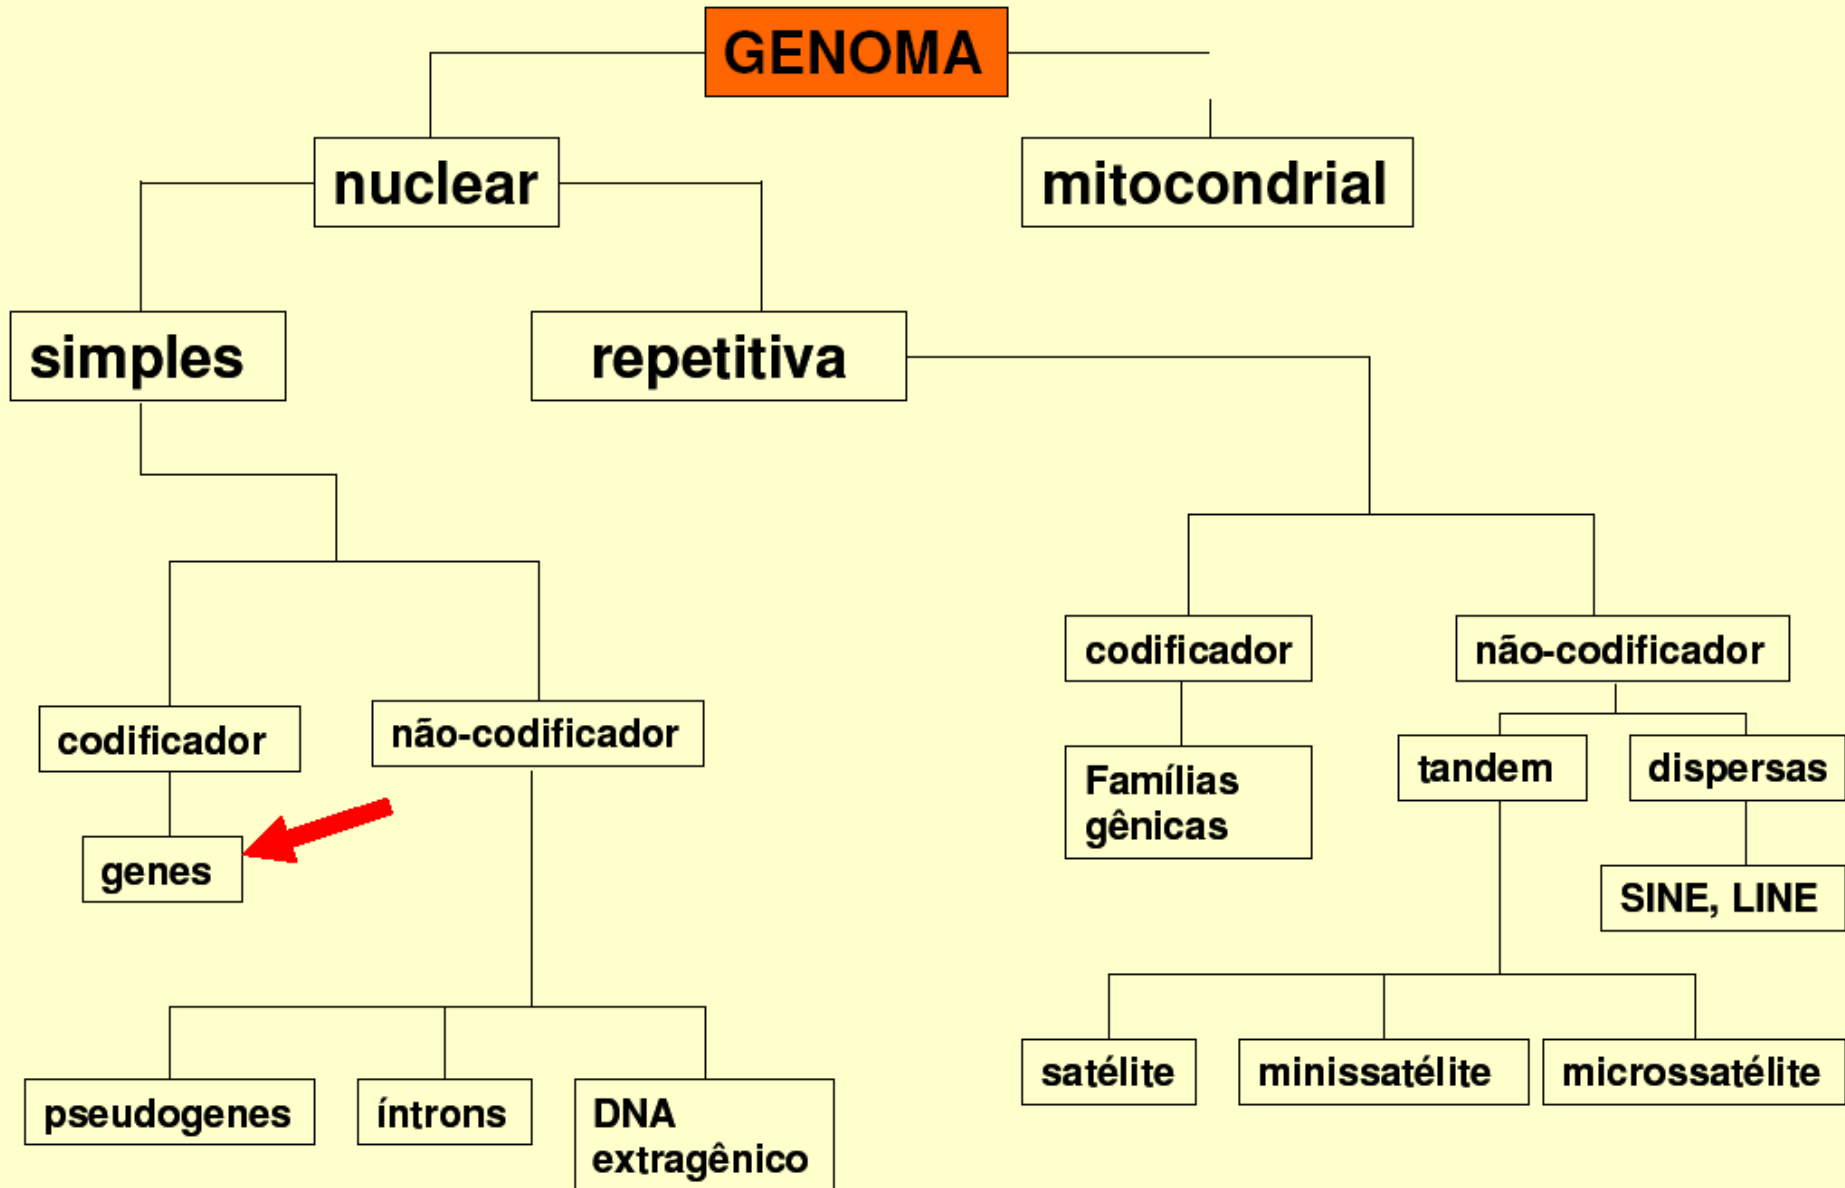 GENOMA
nuclear
mitocondrial
simples
repetitiva
codificador
não-codificador
codificador
não-codificador
genes
Famílias
gênicas
tandem
dispersas
SINE, LINE
pseudogenes
íntrons
DNA
extragênico
satélite
minissatélite
microssatélite